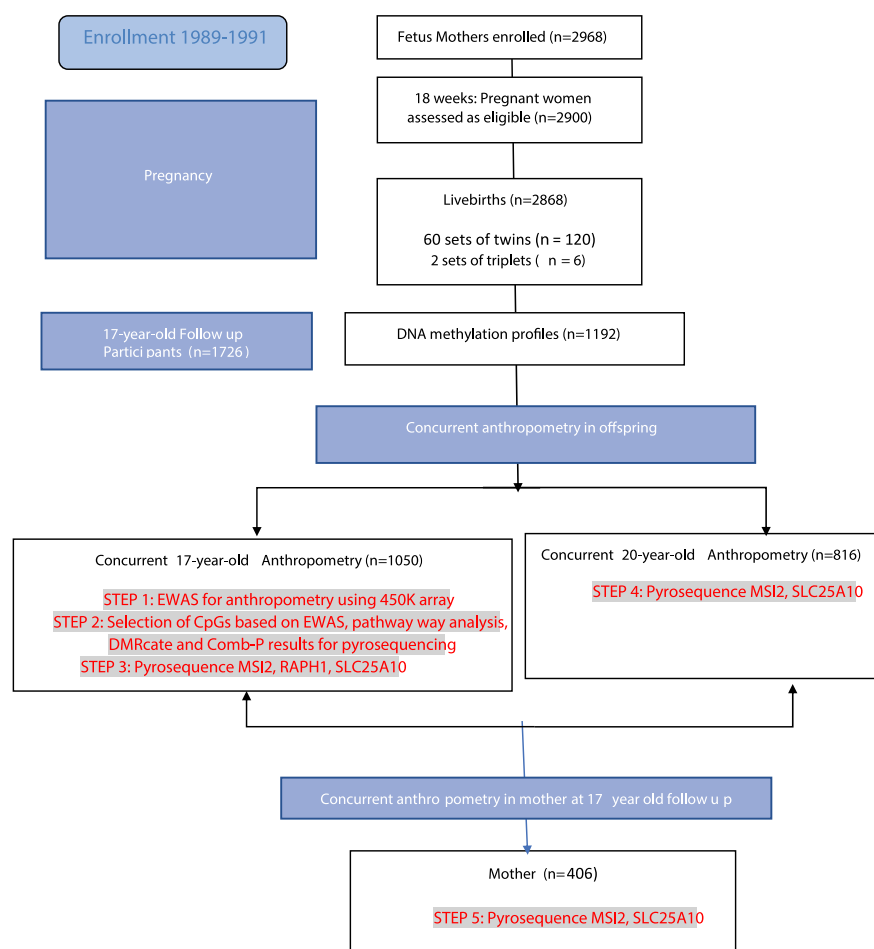 Enrollment 1989-1991
Fetus Mothers enrolled (n=2968)
18 weeks: Pregnant women
assessed as eligible (n=2900)
Pregnancy
Livebirths (n=2868)
60 sets of twins (n = 120)
2 sets of triplets ( n = 6)
17-year-old Follow up
Partici pants (n=1726)
DNA methylation profiles (n=1192)
Concurrent anthropometry in offspring
Concurrent 17-year-old Anthropometry (n=1050)
STEP 1: EWAS for anthropometry using 450K array
STEP 2: Selection of CpGs based on EWAS, pathway way analysis,
DMRcate and Comb-P results for pyrosequencing
STEP 3: Pyrosequence MSI2, RAPH1, SLC25A10
Concurrent 20-year-old Anthropometry (n=816)
STEP 4: Pyrosequence MSI2, SLC25A10
Concurrent anthro pometry in mother at 17 year old follow u p
Mother (n=406)
STEP 5: Pyrosequence MSI2, SLC25A10